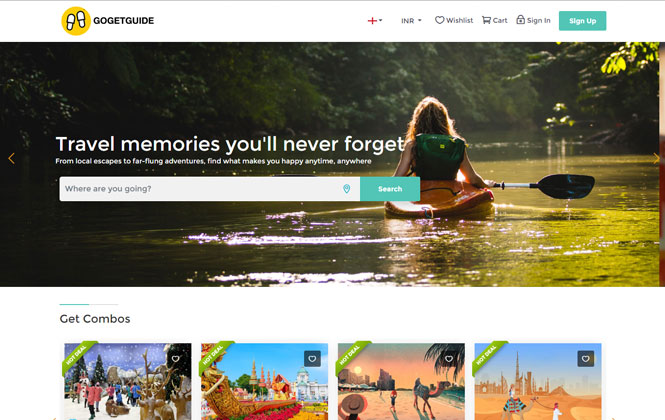 GOGETGUIDE
INR
Wishlist
Cart
Sign In
Sign Up
Travel memories you'll never forget
From local escapes to far-flung adventures, find what makes you happy anytime, anywhere
Where are you going?
Search
Get Combos
HOT DEAL
HOT DEAL
HOT DEAL
HOT DEAL